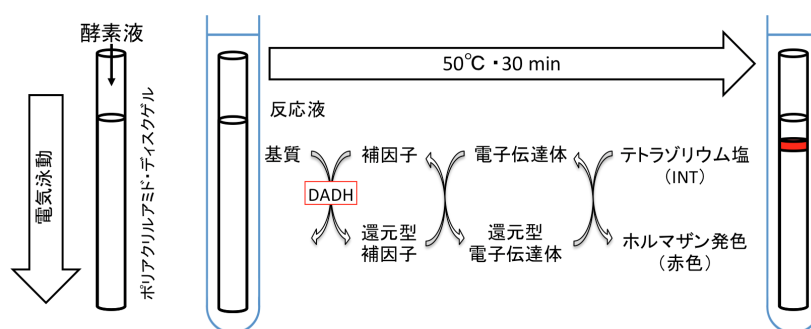 酵素液
電気泳動
ポリアクリルアミド・ディスクゲル
50℃・30 min
反応液
基質
補因子
電子伝達体
テトラゾリウム塩
(INT)
DADH
還元型
補因子
還元型
電子伝達体
ホルマザン発色
(赤色)